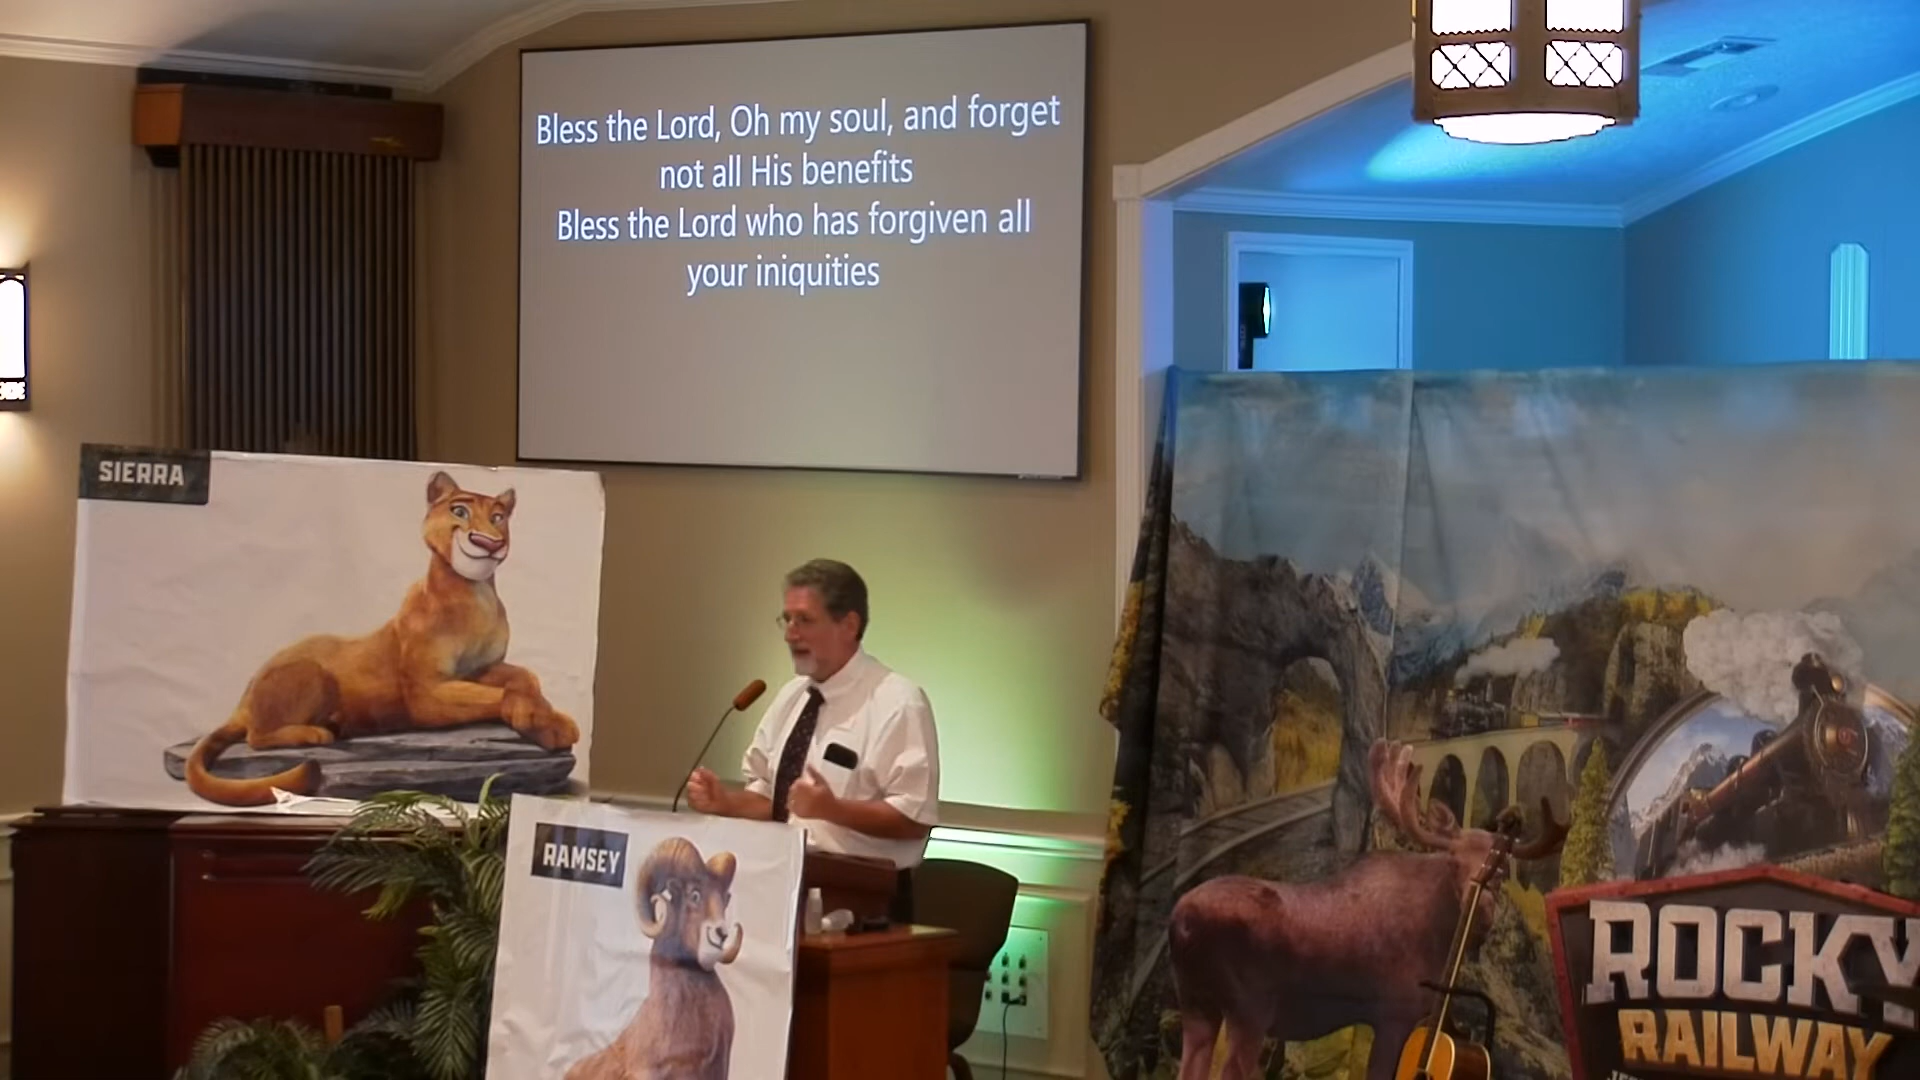 Bless the Lord, Oh my soul, and forget
not all His benefits
Bless the Lord who has forgiven all
your iniquities
SIERRA
RAMSEY
ROCKY
RAILWAY